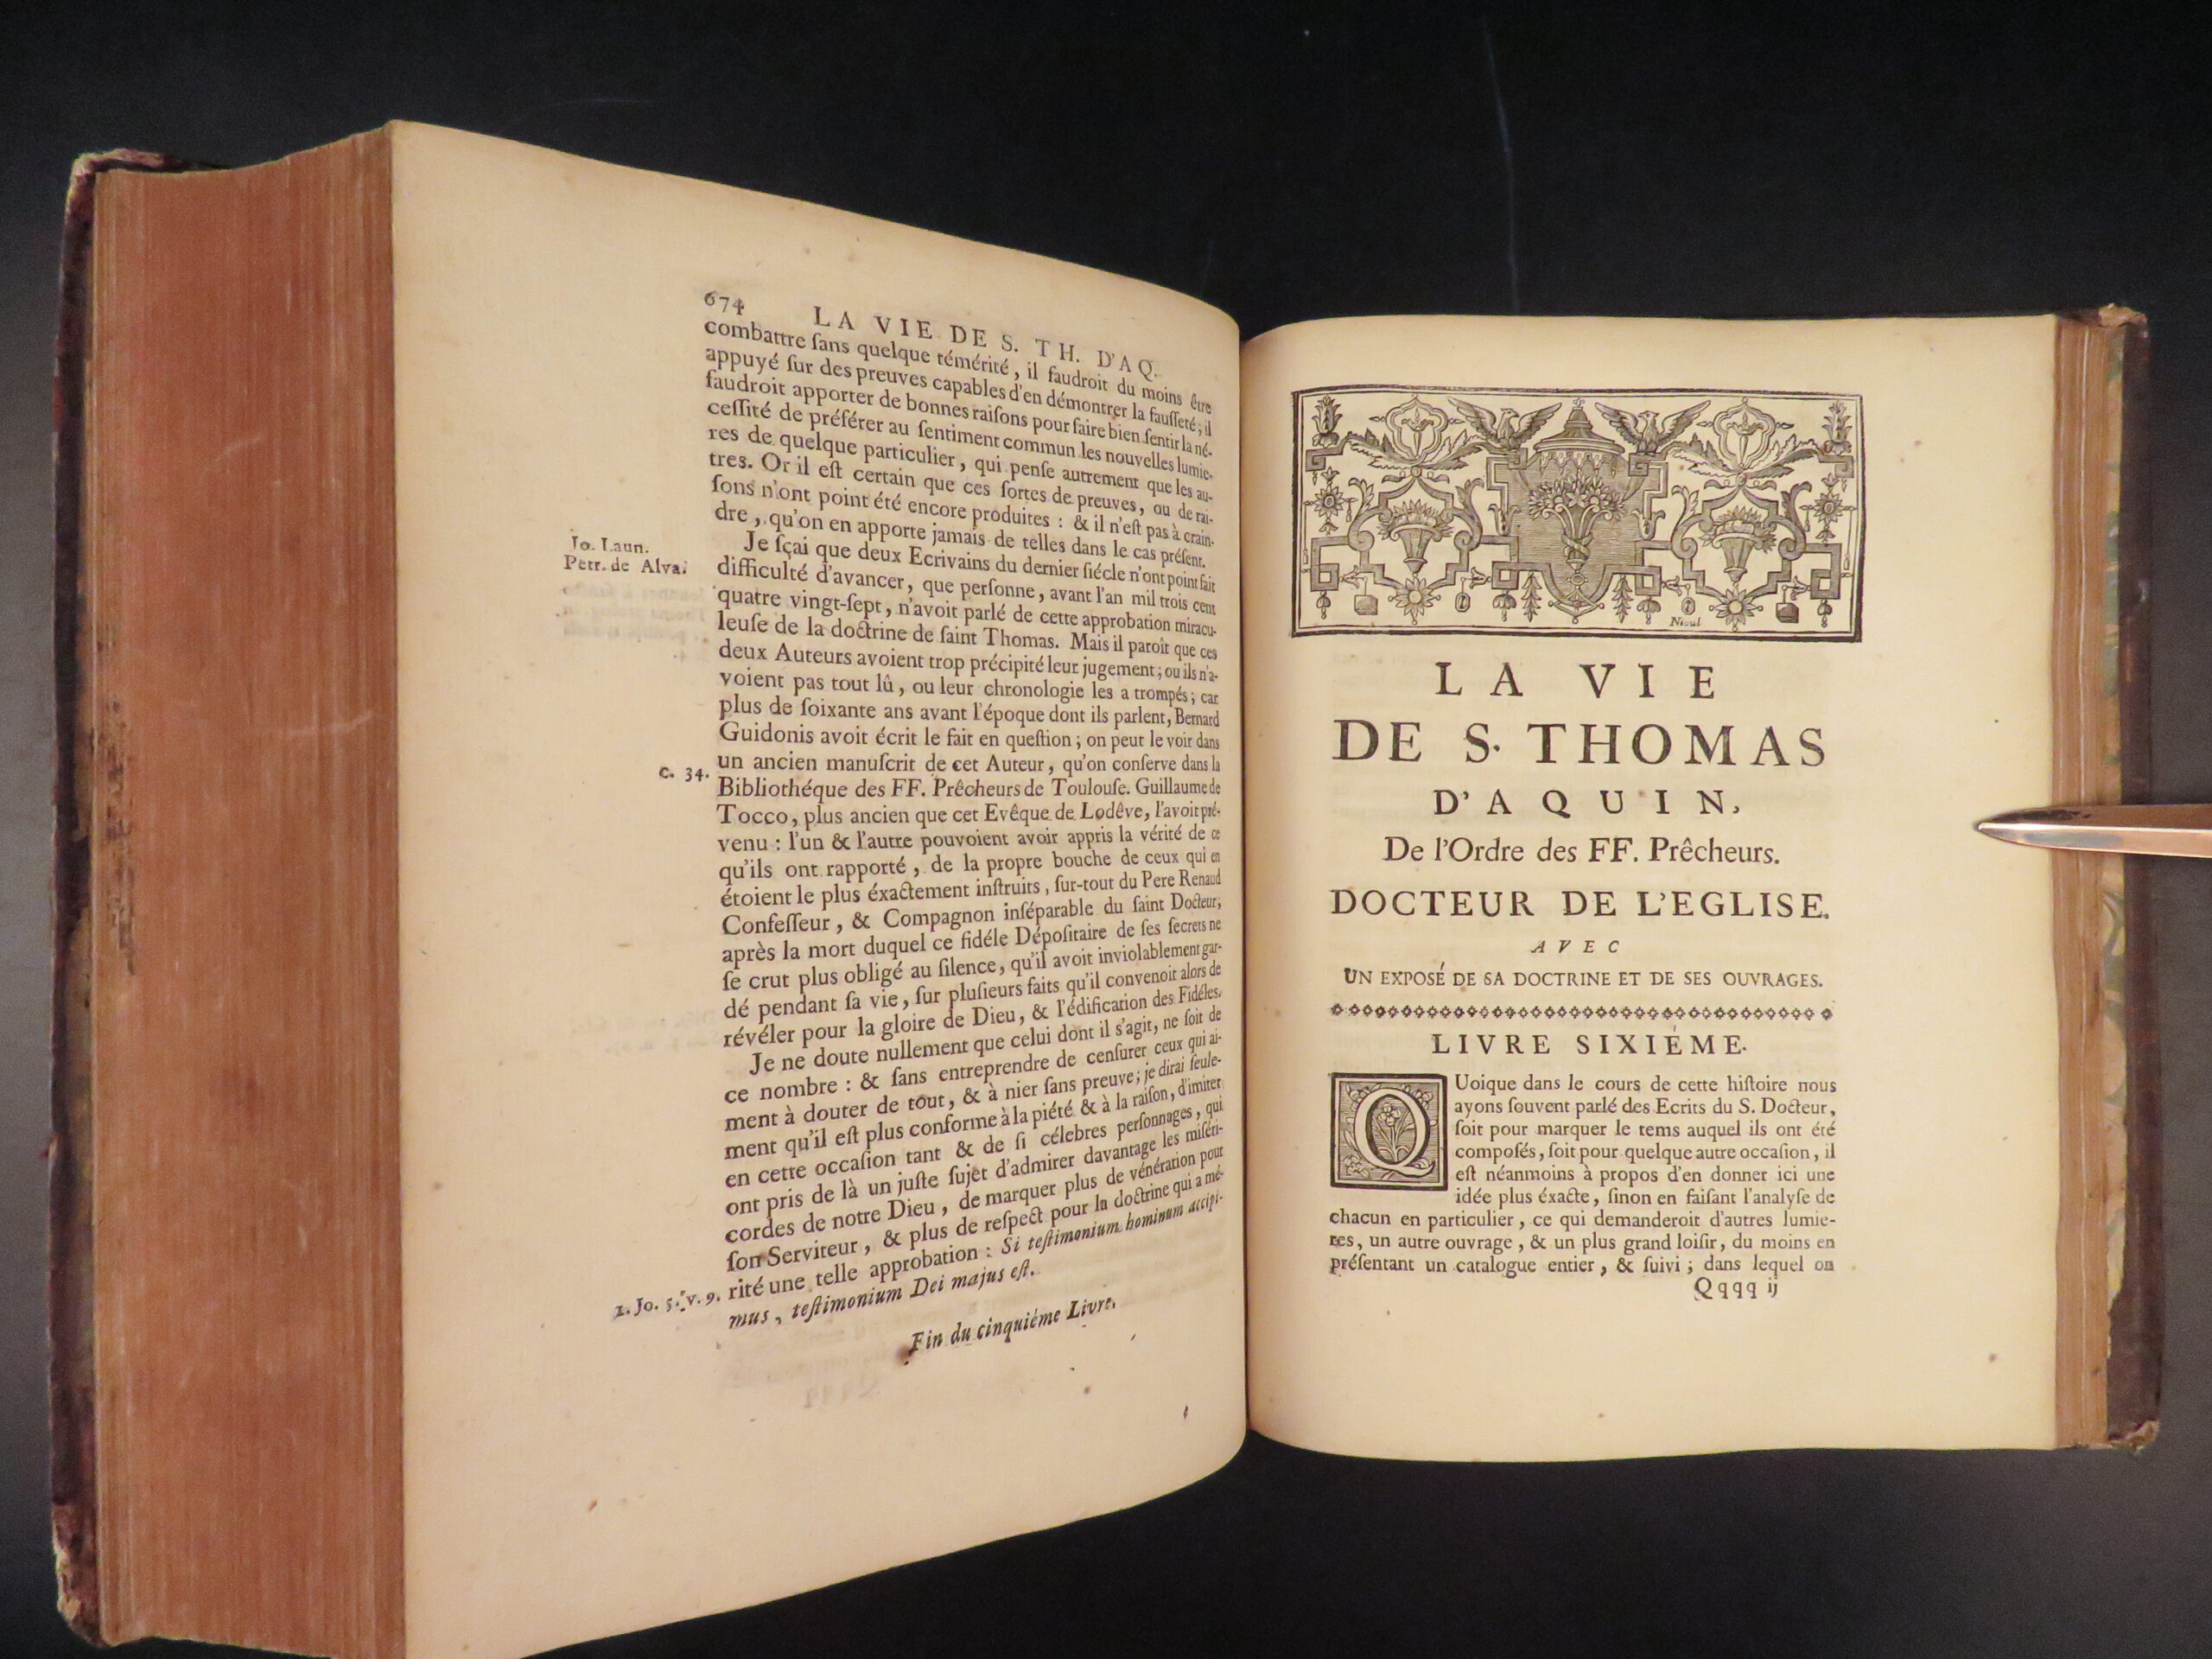 674 LA VIE DE S. TH. D'AQ.
combattre ſans quelque témérité, il faudroit du moins être
appuyé ſur des preuves capables d'en démontrer la fauſſeté; il
faudroit apporter de bonnes raiſons pour faire bien ſentir la né-
ceſſité de préférer au ſentiment commun les nouvelles lumie-
res de quelque particulier, qui penſe autrement que les au-
tres. Or il eſt certain que ces ſortes de preuves, ou de rai-
ſons n'ont point été encore produites : & il n'eſt pas à crain-
dre, qu'on en apporte jamais de telles dans le cas préſent.
Jo. Laun.
Petr. de Alva.
Je ſçai que deux Ecrivains du dernier ſiécle n'ont point fait
difficulté d'avancer, que perſonne, avant l'an mil trois cent
quatre vingt-ſept, n'avoit parlé de cette approbation miracu-
leuſe de la doctrine de ſaint Thomas. Mais il paroît que ces
deux Auteurs avoient trop précipité leur jugement; ou ils n'a-
voient pas tout lû, ou leur chronologie les a trompés; car
plus de ſoixante ans avant l'époque dont ils parlent, Bernard
Guidonis avoit écrit le fait en queſtion; on peut le voir dans
un ancien manuſcrit de cet Auteur, qu'on conſerve dans la
c. 34.
Bibliothéque des FF. Prêcheurs de Toulouſe. Guillaume de
Tocco, plus ancien que cet Evêque de Lodêve, l'avoit pré-
venu : l'un & l'autre pouvoient avoir appris la vérité de ce
qu'ils ont rapporté, de la propre bouche de ceux qui en
étoient le plus éxactement inſtruits, ſur-tout du Pere Renaud
Confeſſeur, & Compagnon inſéparable du ſaint Docteur,
après la mort duquel ce fidéle Dépoſitaire de ſes ſecrets ne
ſe crut plus obligé au ſilence, qu'il avoit inviolablement gar-
dé pendant ſa vie, ſur pluſieurs faits qu'il convenoit alors de
révéler pour la gloire de Dieu, & l'édification des Fidéles.
Je ne doute nullement que celui dont il s'agit, ne ſoit de
ce nombre : & ſans entreprendre de cenſurer ceux qui ai-
ment à douter de tout, & à nier ſans preuve; je dirai ſeule-
ment qu'il eſt plus conforme à la piété & à la raiſon, d'imiter
en cette occaſion tant & de ſi célebres perſonnages, qui
ont pris de là un juſte ſujet d'admirer davantage les miſéri-
cordes de notre Dieu, de marquer plus de vénération pour
ſon Serviteur, & plus de reſpect pour la doctrine qui a mé-
1. Jo. 5. v. 9.
rité une telle approbation : Si teſtimonium hominum accipi-
mus, teſtimonium Dei majus eſt.
Fin du cinquiéme Livre.
Nioul
LA VIE
DE S. THOMAS
D'AQUIN,
De l'Ordre des FF. Prêcheurs.
DOCTEUR DE L'EGLISE.
AVEC
UN EXPOSÉ DE SA DOCTRINE ET DE SES OUVRAGES.
LIVRE SIXIÉME.
QUoique dans le cours de cette hiſtoire nous
ayons ſouvent parlé des Ecrits du S. Docteur,
ſoit pour marquer le tems auquel ils ont été
compoſés, ſoit pour quelque autre occaſion, il
eſt néanmoins à propos d'en donner ici une
idée plus éxacte, ſinon en faiſant l'analyſe de
chacun en particulier, ce qui demanderoit d'autres lumie-
res, un autre ouvrage, & un plus grand loiſir, du moins en
préſentant un catalogue entier, & ſuivi; dans lequel on
Qqqq ij